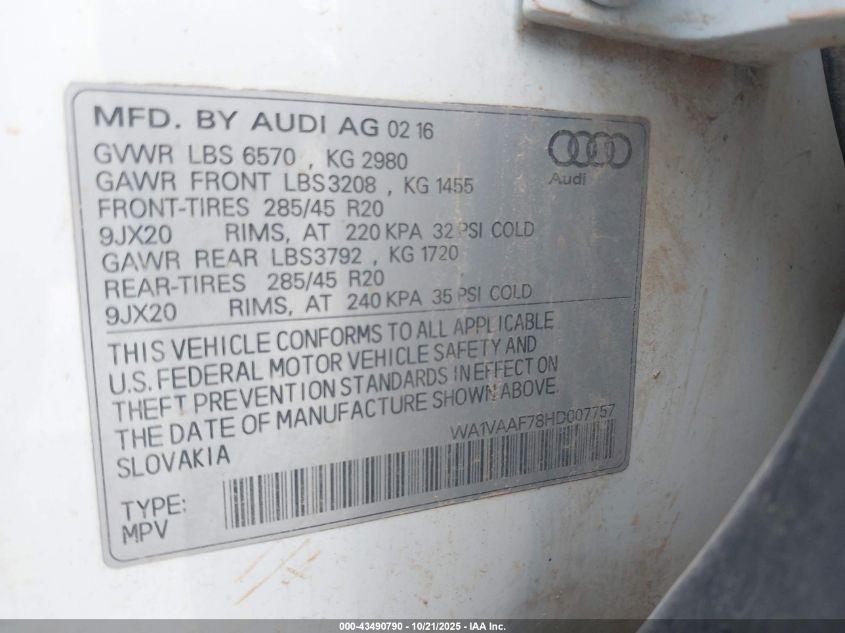 MFD. BY AUDI AG 02 16
GVWR LBS 6570 , KG 2980
GAWR FRONT LBS3208 , KG 1455
FRONT-TIRES 285/45 R20
9JX20 RIMS, AT 220 KPA 32 PSI COLD
GAWR REAR LBS3792 , KG 1720
REAR-TIRES 285/45 R20
9JX20 RIMS, AT 240 KPA 35 PSI COLD
Audi
THIS VEHICLE CONFORMS TO ALL APPLICABLE
U.S. FEDERAL MOTOR VEHICLE SAFETY AND
THEFT PREVENTION STANDARDS IN EFFECT ON
THE DATE OF MANUFACTURE SHOWN ABOVE.
SLOVAKIA
WA1VAAF78HD007757
TYPE:
MPV
000-43490790 - 10/21/2025 - IAA Inc.